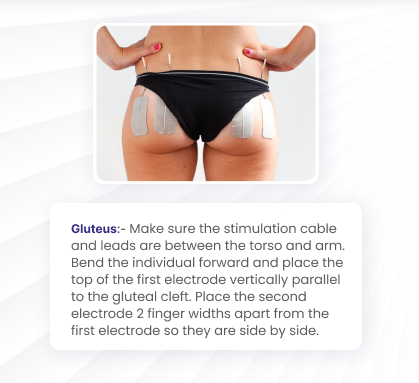 Gluteus:- Make sure the stimulation cable
and leads are between the torso and arm.
Bend the individual forward and place the
top of the first electrode vertically parallel
to the gluteal cleft. Place the second
electrode 2 finger widths apart from the
first electrode so they are side by side.